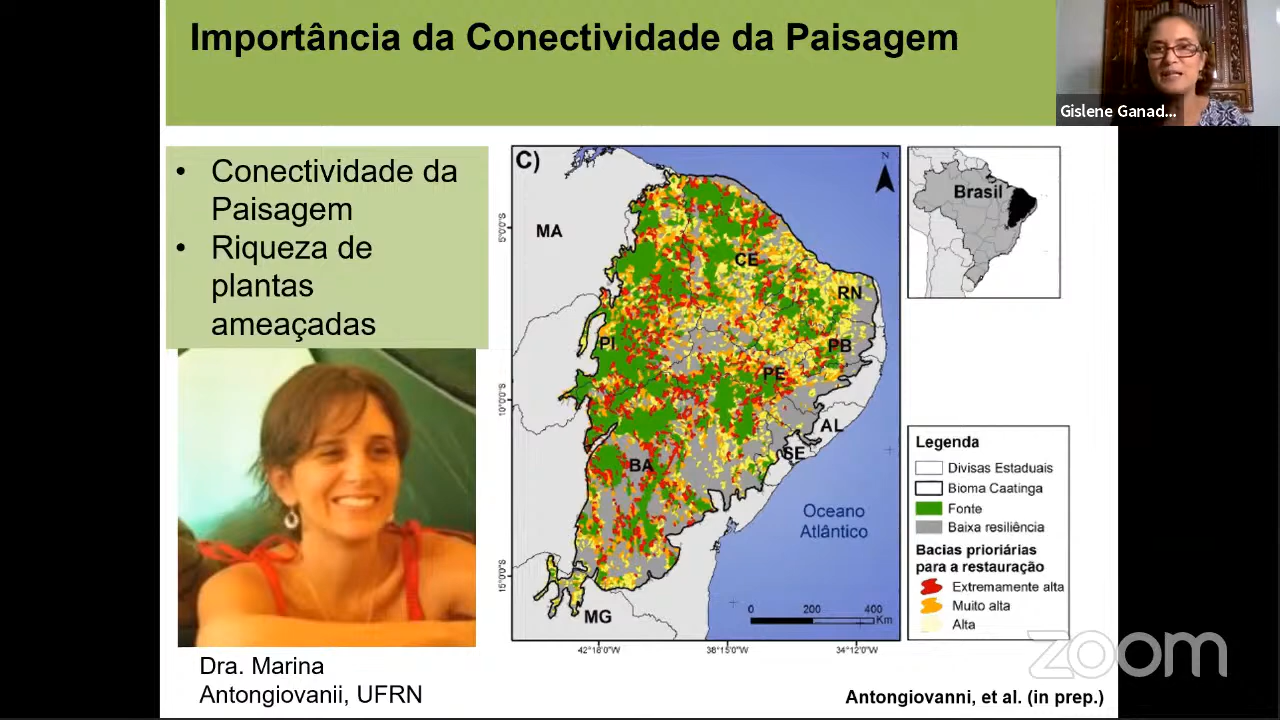 Importância da Conectividade da Paisagem
Gislene Ganad...
• Conectividade da
Paisagem
• Riqueza de
plantas
ameaçadas
C)
N
Brasil
MA
CE
RN
PI
PB
PE
AL
SE
BA
MG
Oceano
Atlântico
5°0'0"S
10°0'0"S
15°0'0"S
0 200 400
Km
42°18'0"W 38°15'0"W 34°12'0"W
Legenda
Divisas Estaduais
Bioma Caatinga
Fonte
Baixa resiliência
Bacias prioriárias
para a restauração
Extremamente alta
Muito alta
Alta
Dra. Marina
Antongiovanii, UFRN
Antongiovanni, et al. (in prep.)
zoom